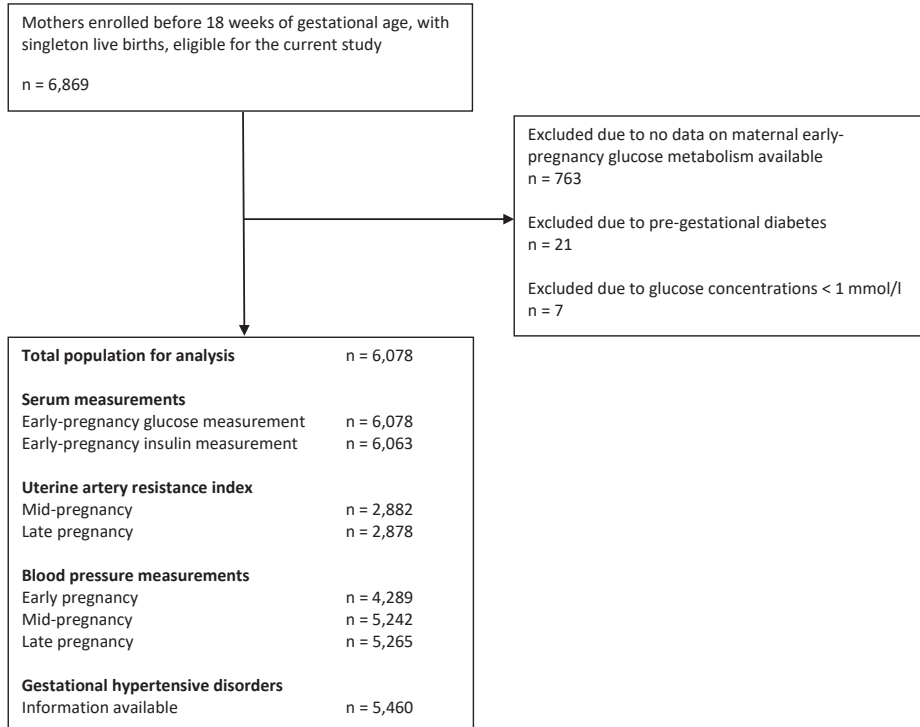 Mothers enrolled before 18 weeks of gestational age, with
singleton live births, eligible for the current study
n = 6,869
Excluded due to no data on maternal early-
pregnancy glucose metabolism available
n = 763
Excluded due to pre-gestational diabetes
n = 21
Excluded due to glucose concentrations < 1 mmol/l
n = 7
Total population for analysis n = 6,078
Serum measurements
Early-pregnancy glucose measurement n = 6,078
Early-pregnancy insulin measurement n = 6,063
Uterine artery resistance index
Mid-pregnancy n = 2,882
Late pregnancy n = 2,878
Blood pressure measurements
Early pregnancy n = 4,289
Mid-pregnancy n = 5,242
Late pregnancy n = 5,265
Gestational hypertensive disorders
Information available n = 5,460